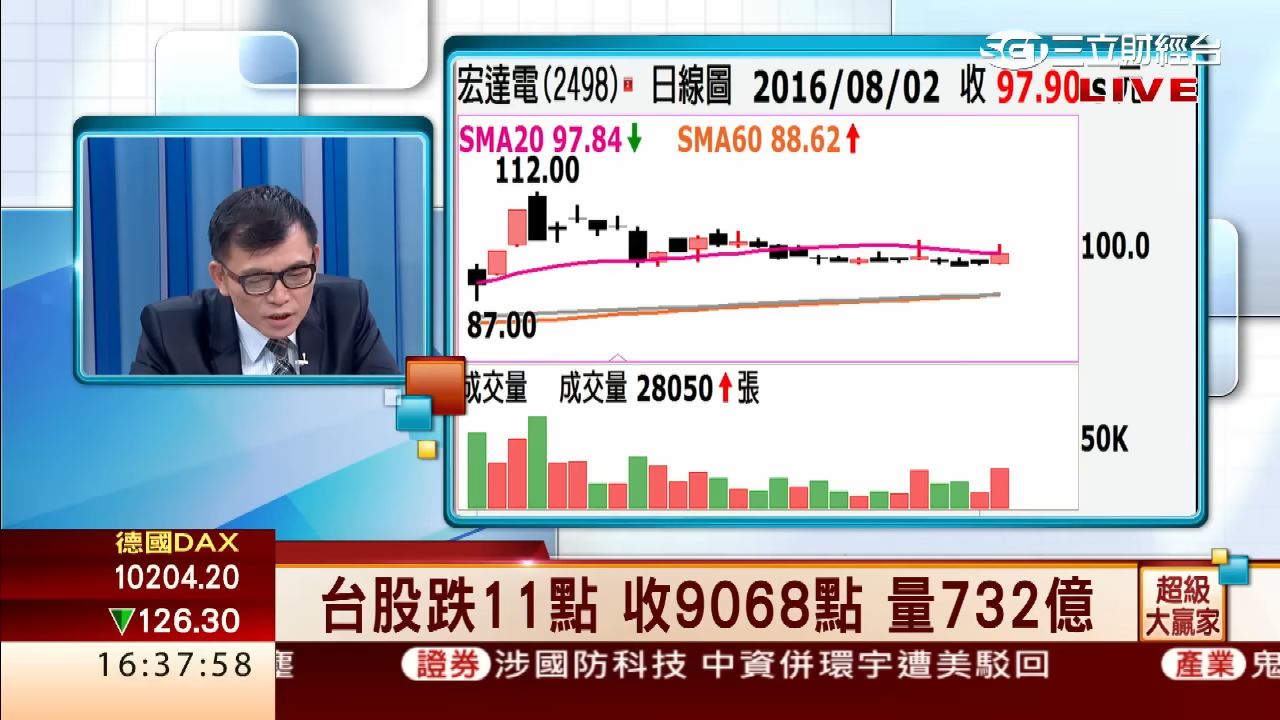 SET三立財經台
LIVE
宏達電(2498) 日線圖 2016/08/02 收 97.90 元
SMA20 97.84↓ SMA60 88.62↑
112.00
100.0
87.00
成交量 成交量 28050↑張
50K
德國DAX
10204.20
▼126.30
台股跌11點 收9068點 量732億
超級
大贏家
16:37:58
證券 涉國防科技 中資併環宇遭美駁回 產業